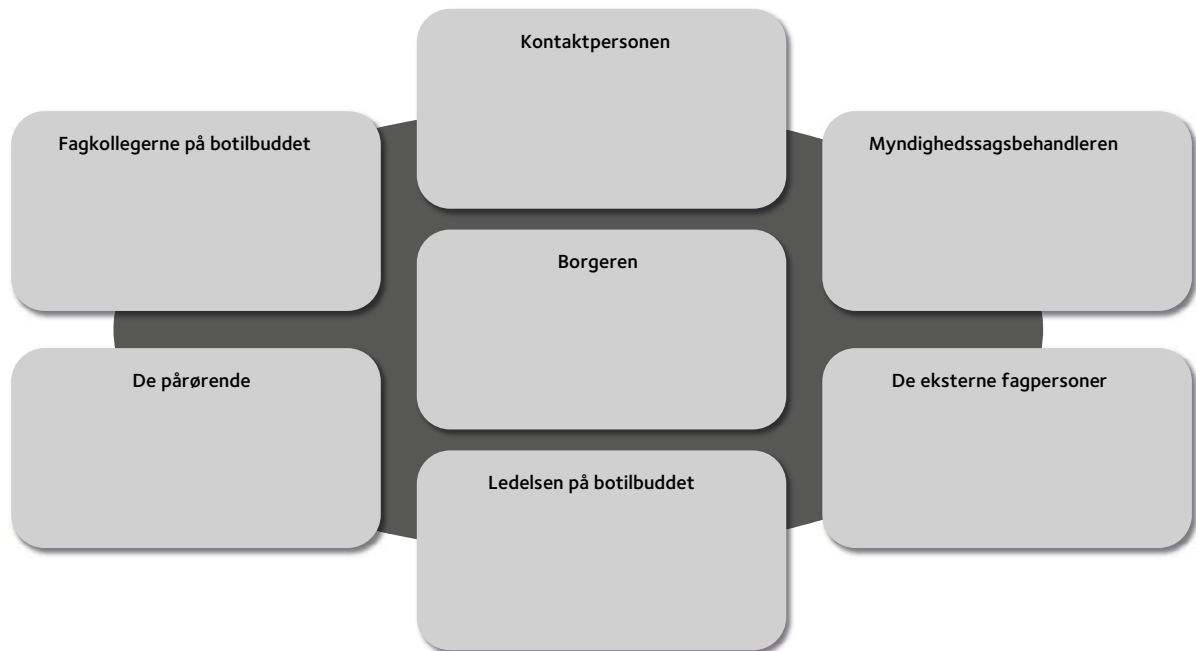 Kontaktpersonen
Fagkollegerne på botilbuddet
Myndighedssagsbehandleren
Borgeren
De pårørende
De eksterne fagpersoner
Ledelsen på botilbuddet